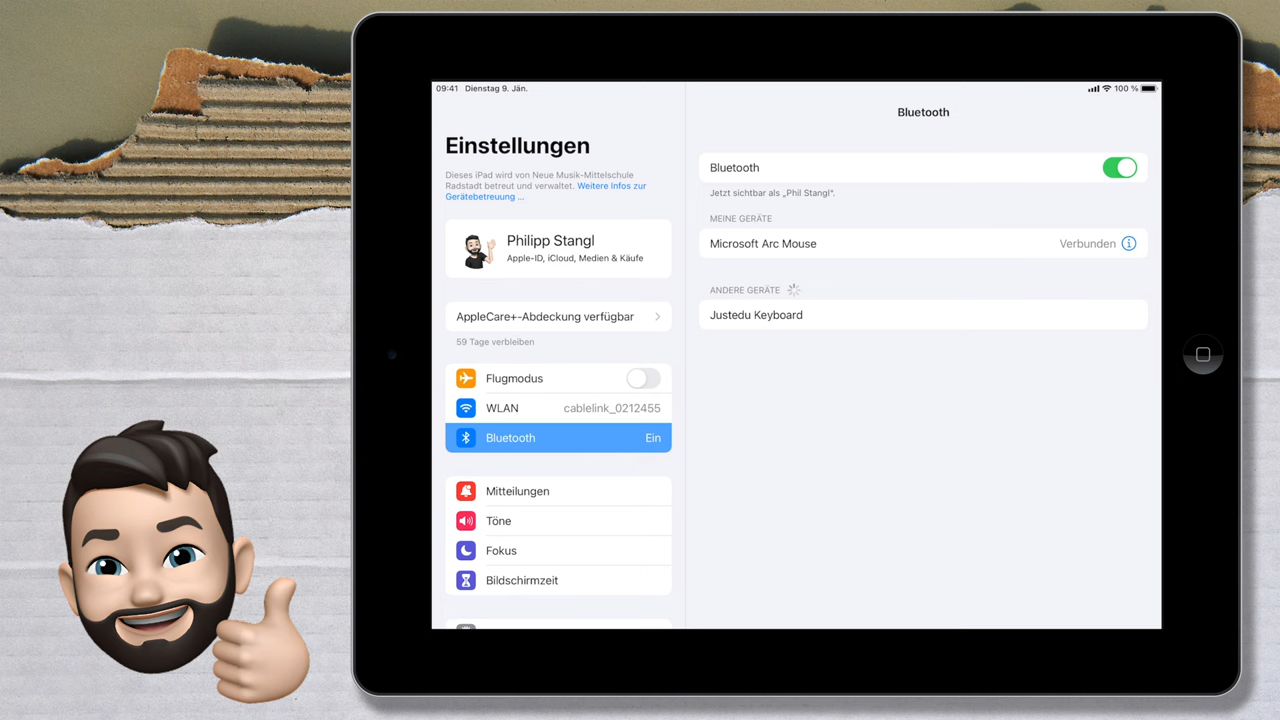 09:41 Dienstag 9. Jän.
100 %
Einstellungen
Dieses iPad wird von Neue Musik-Mittelschule
Radstadt betreut und verwaltet. Weitere Infos zur
Gerätebetreuung ...
Philipp Stangl
Apple-ID, iCloud, Medien & Käufe
AppleCare+-Abdeckung verfügbar
59 Tage verbleiben
Flugmodus
WLAN cablelink_0212455
Bluetooth Ein
Mitteilungen
Töne
Fokus
Bildschirmzeit
Bluetooth
Bluetooth
Jetzt sichtbar als „Phil Stangl“.
MEINE GERÄTE
Microsoft Arc Mouse Verbunden
ANDERE GERÄTE
Justedu Keyboard